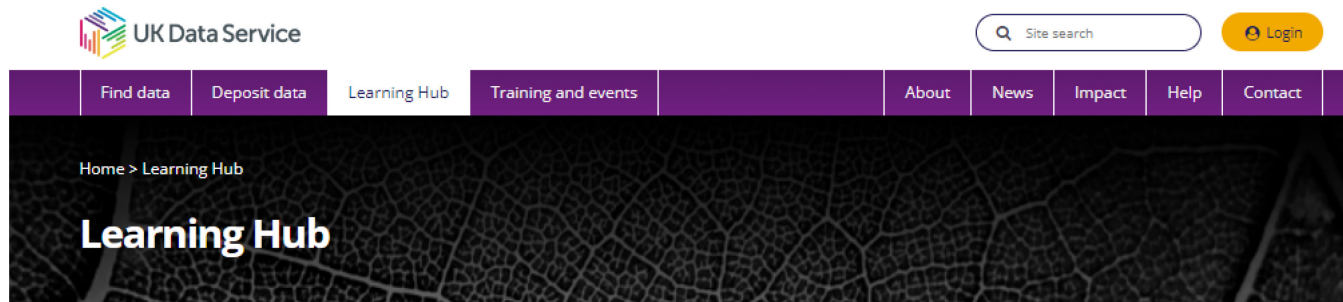 UK Data Service
Site search
Login
Find data
Deposit data
Learning Hub
Training and events
About
News
Impact
Help
Contact
Home > Learning Hub
Learning Hub